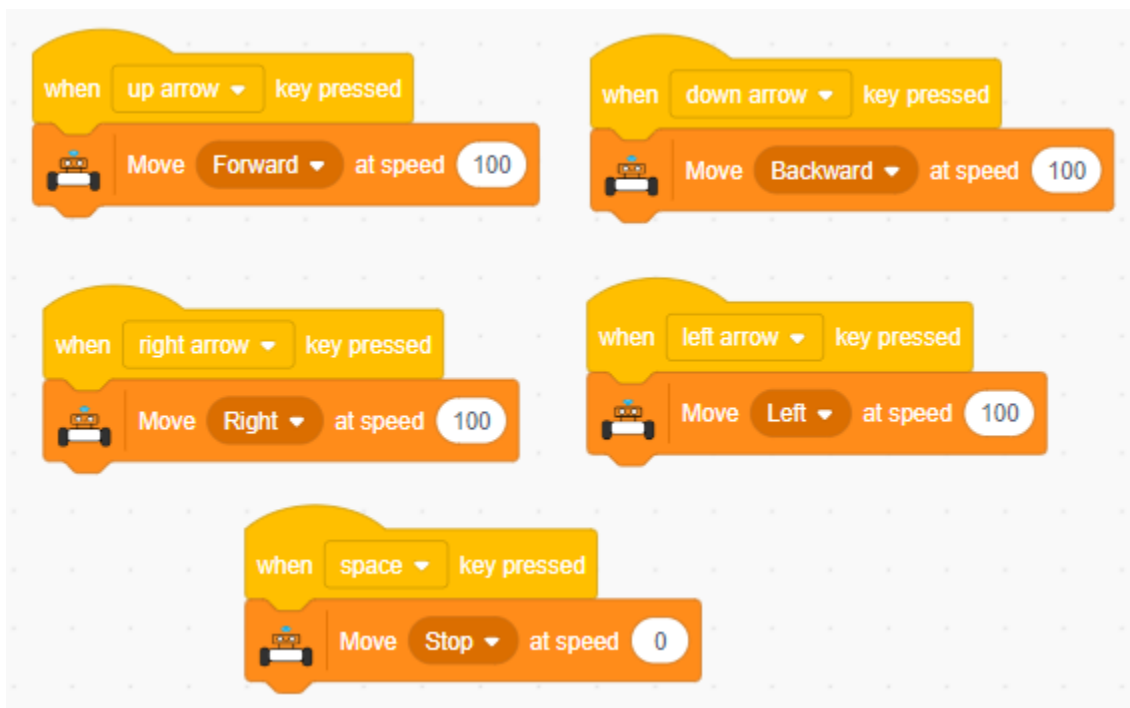 when up arrow key pressed
Move Forward at speed 100
when down arrow key pressed
Move Backward at speed 100
when right arrow key pressed
Move Right at speed 100
when left arrow key pressed
Move Left at speed 100
when space key pressed
Move Stop at speed 0